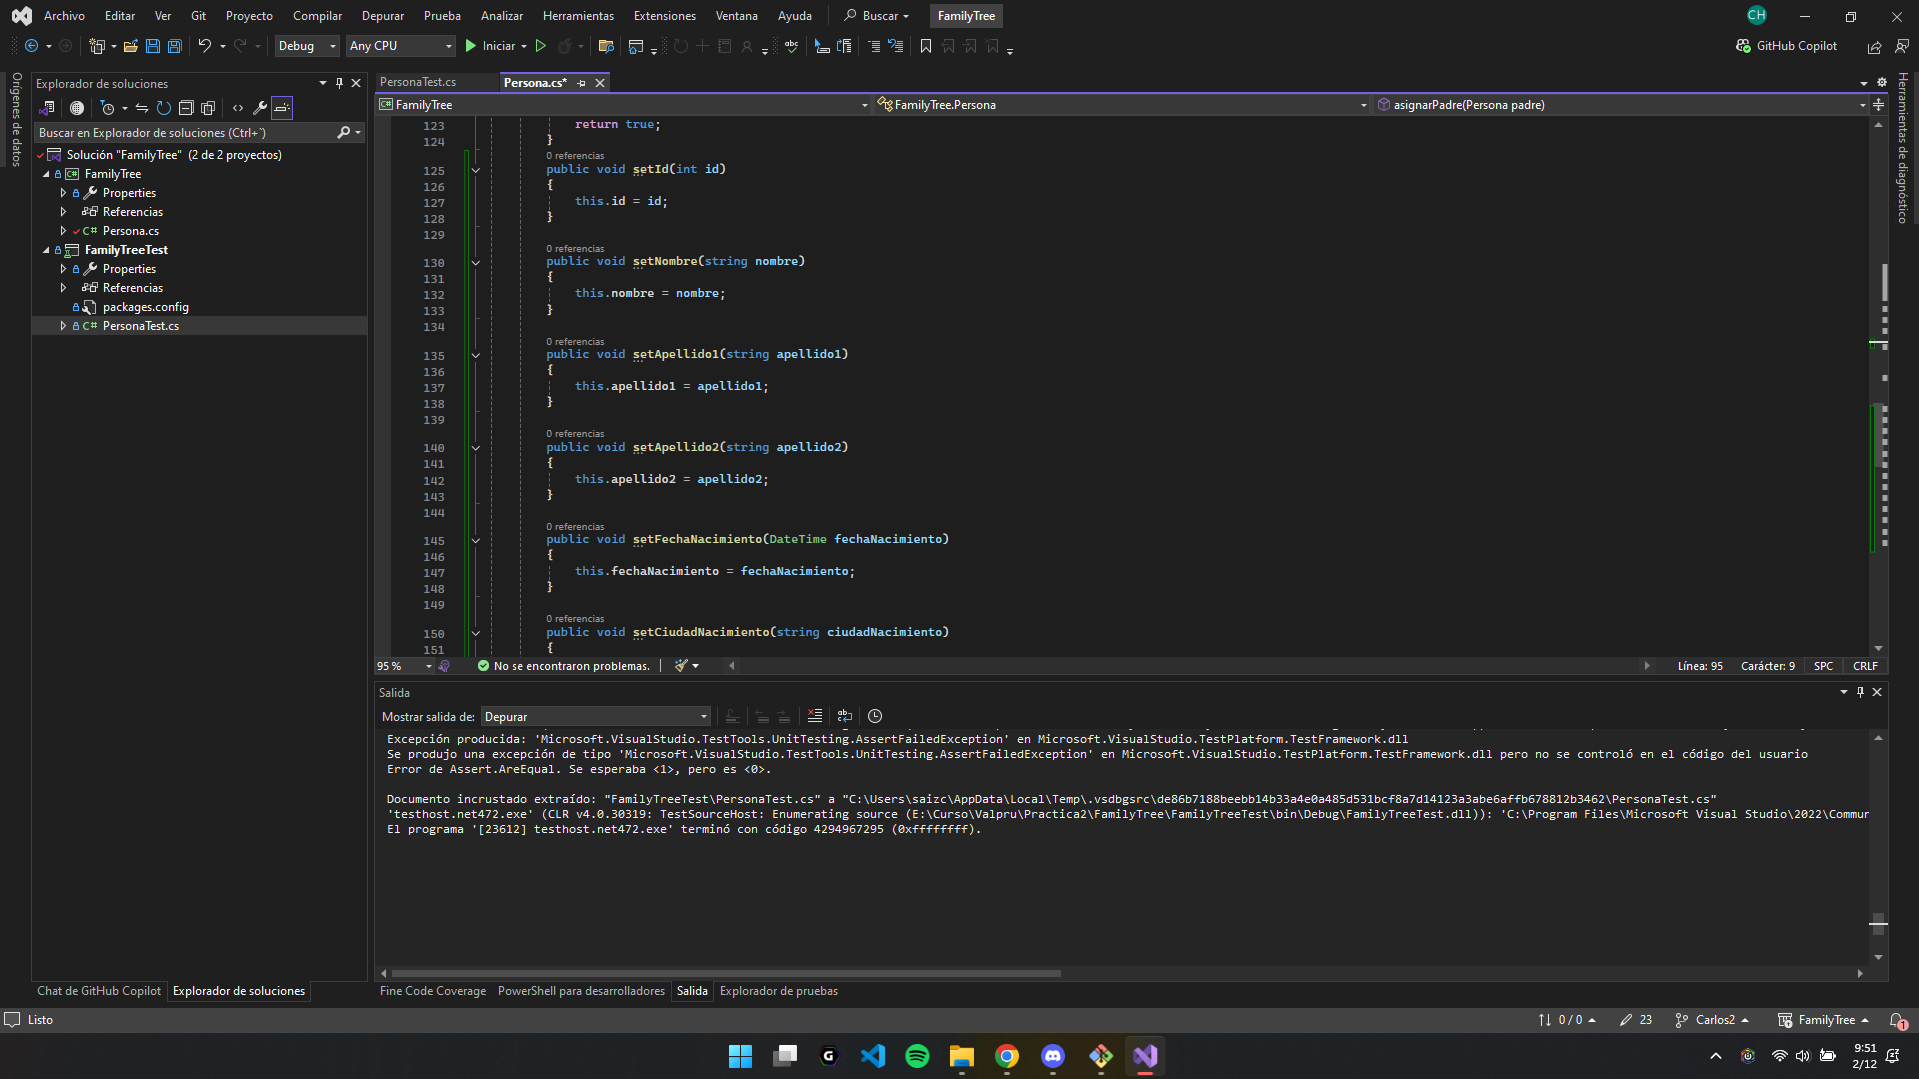 Archivo Editar Ver Git Proyecto Compilar Depurar Prueba Analizar Herramientas Extensiones Ventana Ayuda Buscar FamilyTree CH
Debug Any CPU Iniciar GitHub Copilot
Orígenes de datos
Explorador de soluciones
Buscar en Explorador de soluciones (Ctrl+`)
Solución "FamilyTree" (2 de 2 proyectos)
FamilyTree
Properties
Referencias
C# Persona.cs
FamilyTreeTest
Properties
Referencias
packages.config
C# PersonaTest.cs
Chat de GitHub Copilot Explorador de soluciones
PersonaTest.cs Persona.cs*
FamilyTree FamilyTree.Persona asignarPadre(Persona padre)
123 return true;
124 }
0 referencias
125 public void setId(int id)
126 {
127 this.id = id;
128 }
129
0 referencias
130 public void setNombre(string nombre)
131 {
132 this.nombre = nombre;
133 }
134
0 referencias
135 public void setApellido1(string apellido1)
136 {
137 this.apellido1 = apellido1;
138 }
139
0 referencias
140 public void setApellido2(string apellido2)
141 {
142 this.apellido2 = apellido2;
143 }
144
0 referencias
145 public void setFechaNacimiento(DateTime fechaNacimiento)
146 {
147 this.fechaNacimiento = fechaNacimiento;
148 }
149
0 referencias
150 public void setCiudadNacimiento(string ciudadNacimiento)
151 {
95 % No se encontraron problemas. Línea: 95 Carácter: 9 SPC CRLF
Herramientas de diagnóstico
Salida
Mostrar salida de: Depurar
Excepción producida: 'Microsoft.VisualStudio.TestTools.UnitTesting.AssertFailedException' en Microsoft.VisualStudio.TestPlatform.TestFramework.dll
Se produjo una excepción de tipo 'Microsoft.VisualStudio.TestTools.UnitTesting.AssertFailedException' en Microsoft.VisualStudio.TestPlatform.TestFramework.dll pero no se controló en el código del usuario
Error de Assert.AreEqual. Se esperaba <1>, pero es <0>.
Documento incrustado extraído: "FamilyTreeTest\PersonaTest.cs" a "C:\Users\saizc\AppData\Local\Temp\.vsdbgsrc\de86b7188beebb14b33a4e0a485d531bcf8a7d14123a3abe6affb678812b3462\PersonaTest.cs"
'testhost.net472.exe' (CLR v4.0.30319: TestSourceHost: Enumerating source (E:\Curso\Valpru\Practica2\FamilyTree\FamilyTreeTest\bin\Debug\FamilyTreeTest.dll)): 'C:\Program Files\Microsoft Visual Studio\2022\Commun
El programa '[23612] testhost.net472.exe' terminó con código 4294967295 (0xffffffff).
Fine Code Coverage PowerShell para desarrolladores Salida Explorador de pruebas
Listo 0 / 0 23 Carlos2 FamilyTree 1
9:51
2/12